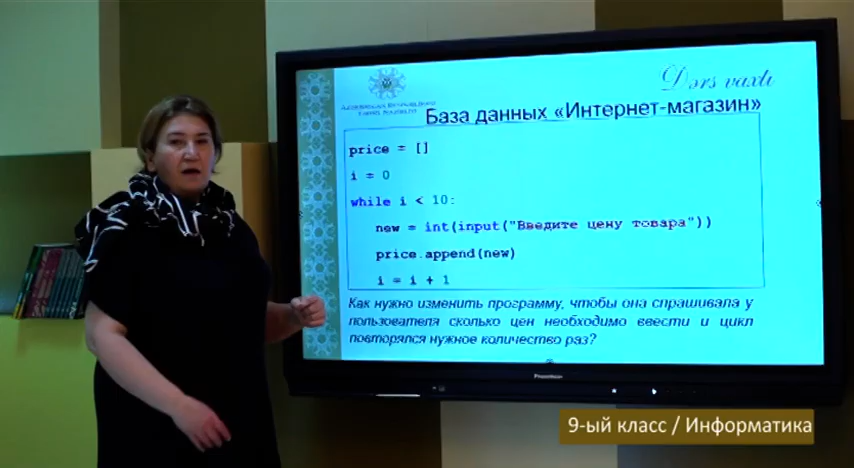 Dərs vaxtı
База данных «Интернет-магазин»
price = []
i = 0
while i < 10:
new = int(input("Введите цену товара"))
price.append(new)
i = i + 1
Как нужно изменить программу, чтобы она спрашивала у
пользователя сколько цен необходимо ввести и цикл
повторялся нужное количество раз?
9-ый класс / Информатика